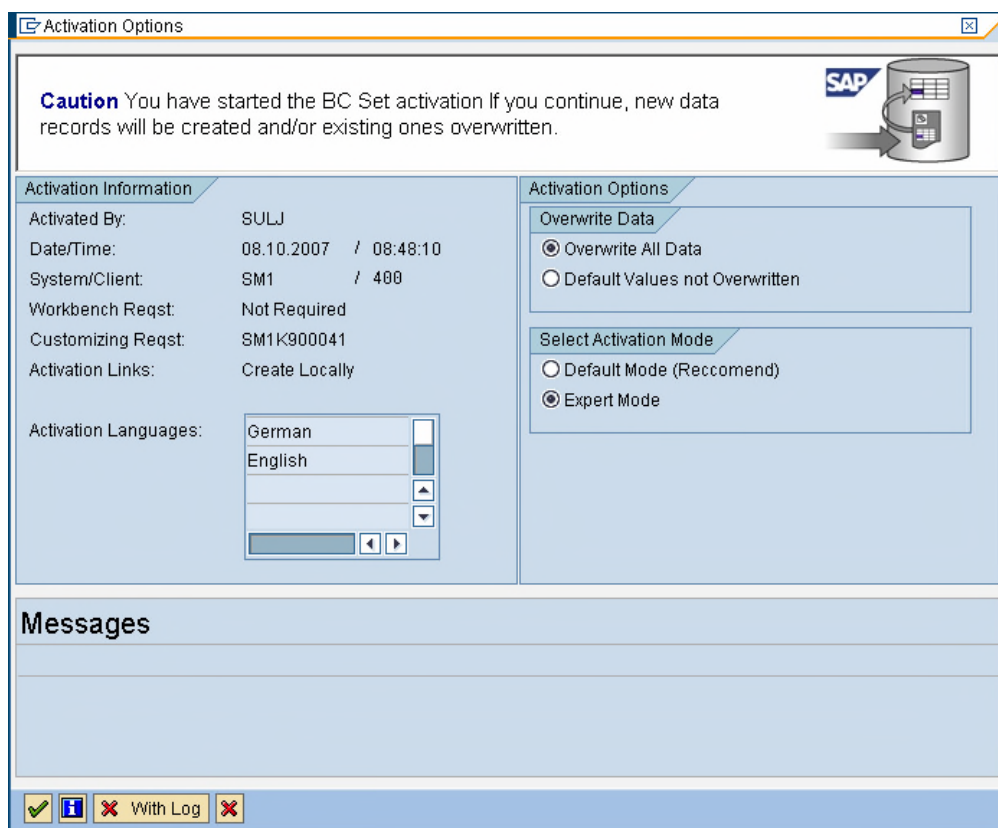 Activation Options
Caution You have started the BC Set activation If you continue, new data
records will be created and/or existing ones overwritten.
SAP
Activation Information
Activated By: SULJ
Date/Time: 08.10.2007 / 08:48:10
System/Client: SM1 / 400
Workbench Reqst: Not Required
Customizing Reqst: SM1K900041
Activation Links: Create Locally
Activation Languages: German
English
Activation Options
Overwrite Data
Overwrite All Data
Default Values not Overwritten
Select Activation Mode
Default Mode (Reccomend)
Expert Mode
Messages
With Log